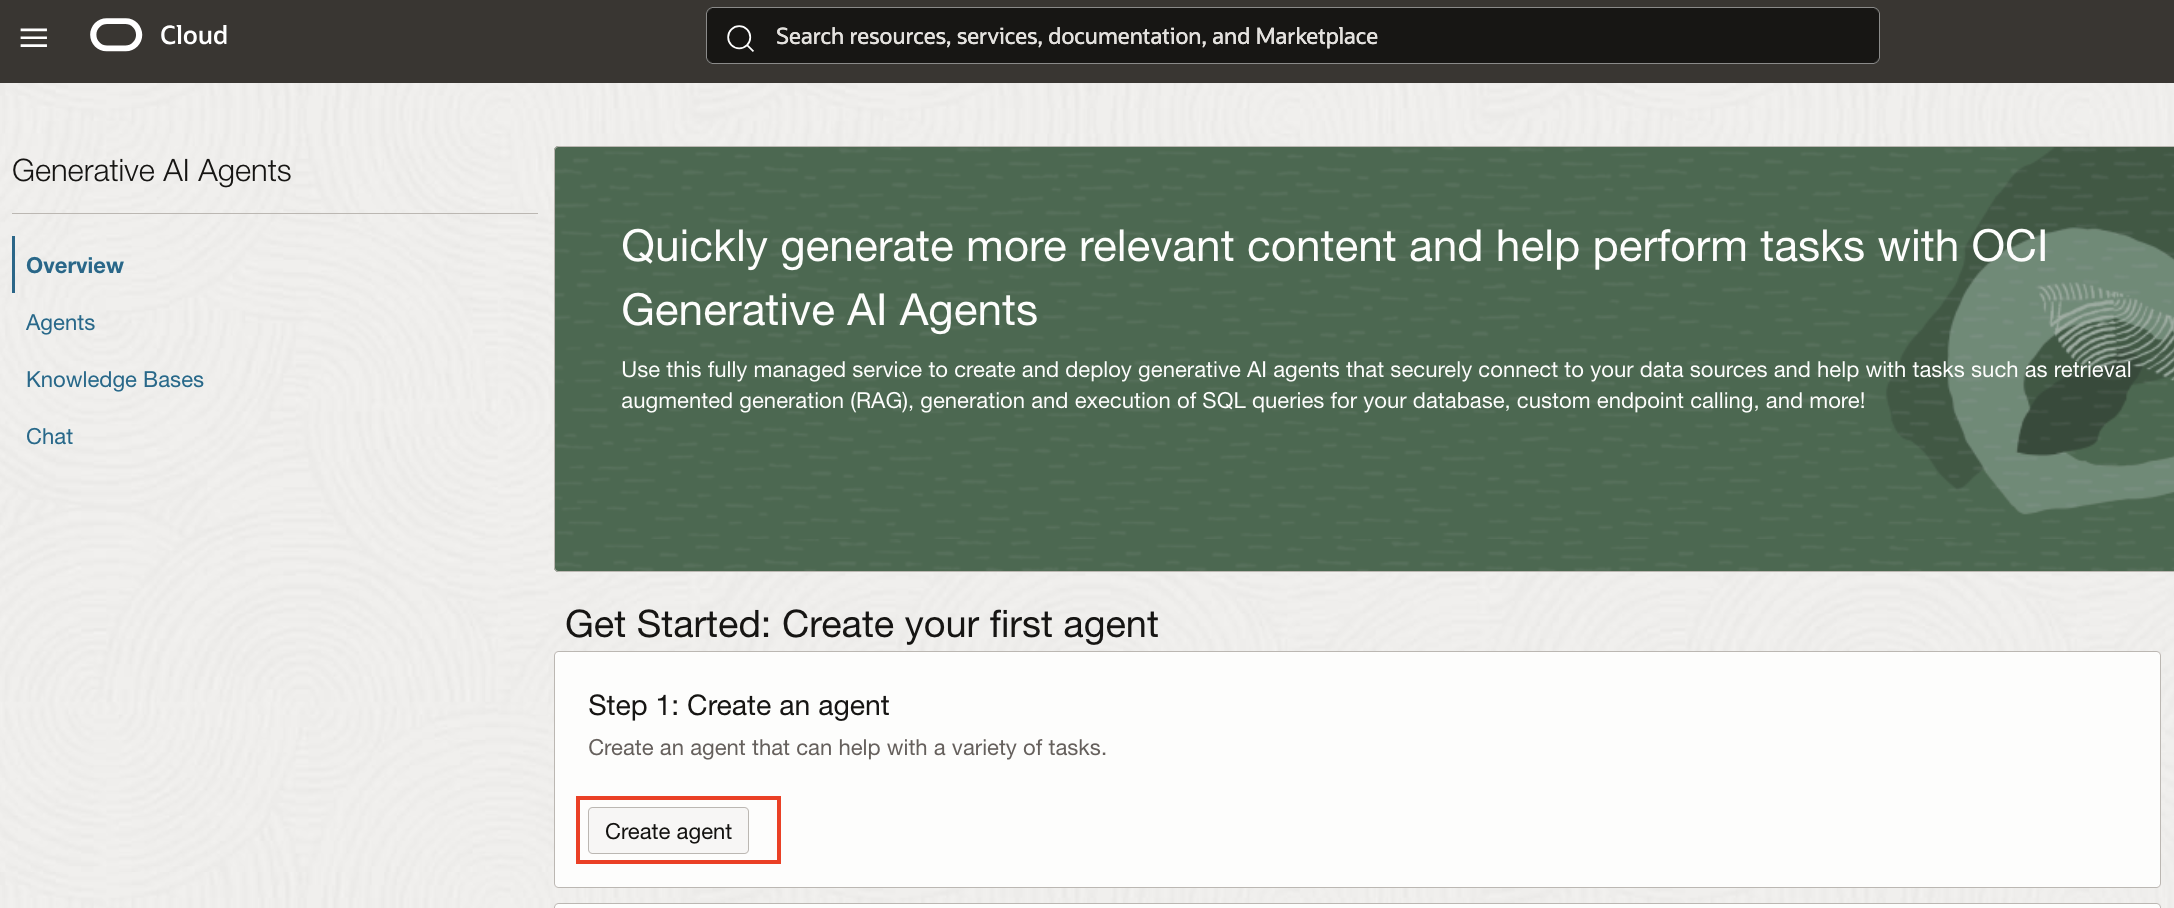 Cloud
Search resources, services, documentation, and Marketplace
Generative AI Agents
Overview
Agents
Knowledge Bases
Chat
Quickly generate more relevant content and help perform tasks with OCI
Generative AI Agents
Use this fully managed service to create and deploy generative AI agents that securely connect to your data sources and help with tasks such as retrieval
augmented generation (RAG), generation and execution of SQL queries for your database, custom endpoint calling, and more!
Get Started: Create your first agent
Step 1: Create an agent
Create an agent that can help with a variety of tasks.
Create agent